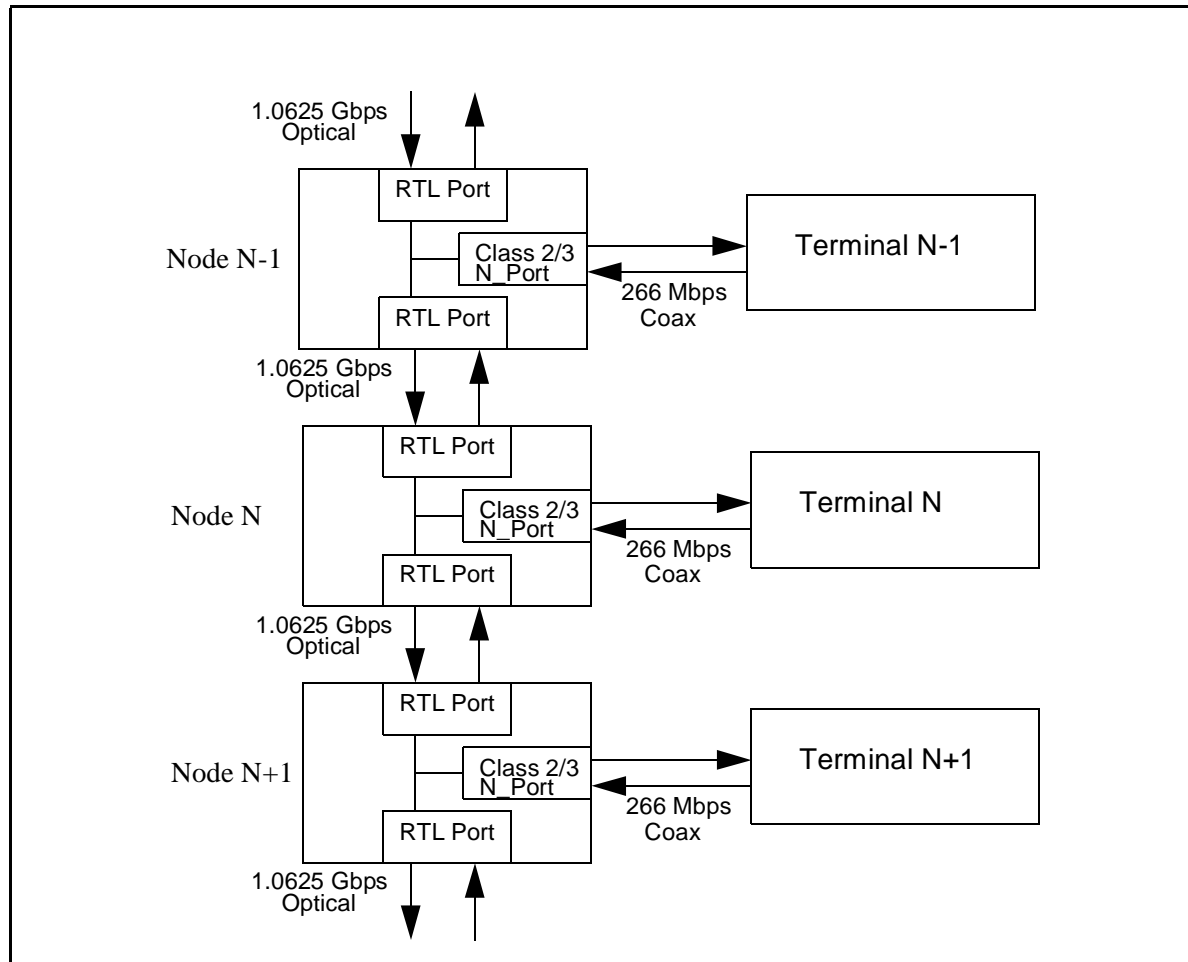 1.0625 Gbps
Optical
RTL Port
Node N-1
Class 2/3
N_Port
Terminal N-1
266 Mbps
Coax
RTL Port
1.0625 Gbps
Optical
RTL Port
Node N
Class 2/3
N_Port
Terminal N
266 Mbps
Coax
RTL Port
1.0625 Gbps
Optical
RTL Port
Node N+1
Class 2/3
N_Port
Terminal N+1
266 Mbps
Coax
RTL Port
1.0625 Gbps
Optical